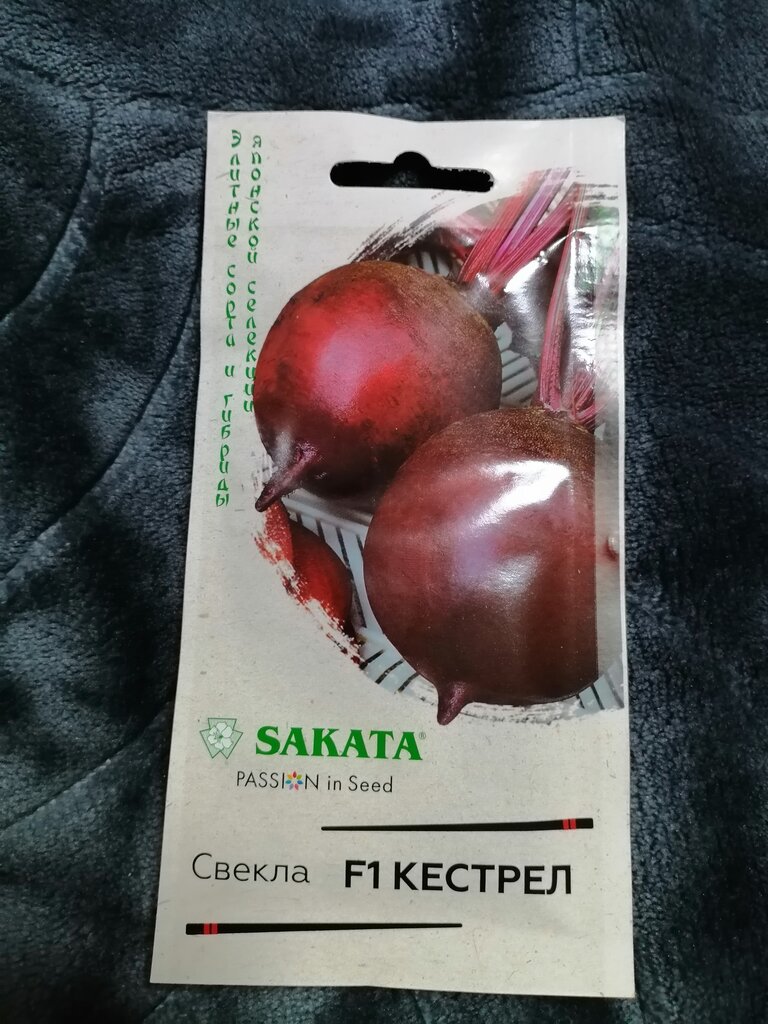 Элитные сорта и гибриды
японской селекции
SAKATA®
PASSION in Seed
Свекла F1 КЕСТРЕЛ